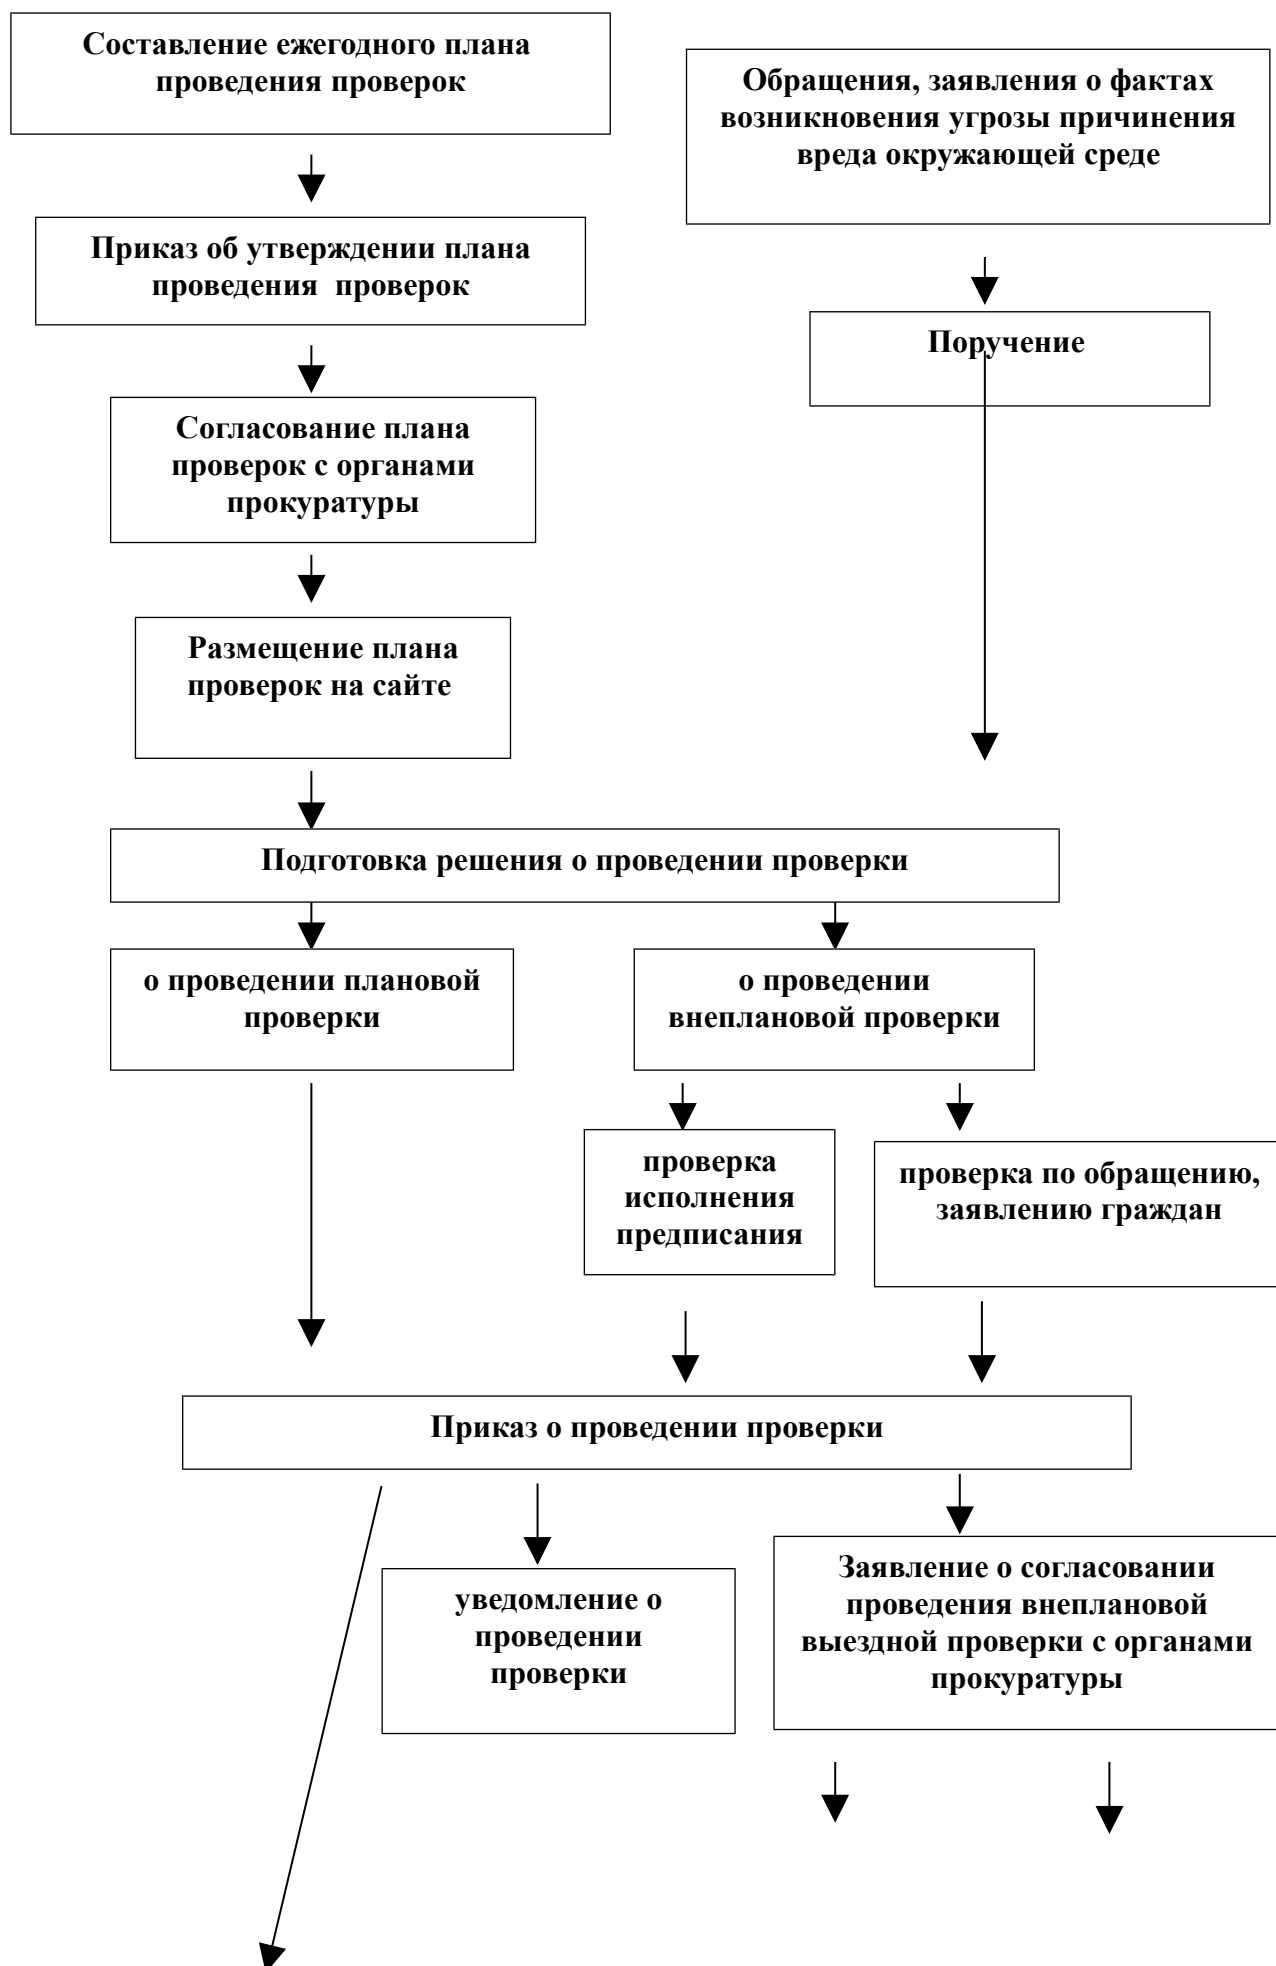 Составление ежегодного плана
проведения проверок
Обращения, заявления о фактах
возникновения угрозы причинения
вреда окружающей среде
Приказ об утверждении плана
проведения  проверок
Поручение
Согласование плана
проверок с органами
прокуратуры
Размещение плана
проверок на сайте
Подготовка решения о проведении проверки
о проведении плановой
проверки
о проведении
внеплановой проверки
проверка
исполнения
предписания
проверка по обращению,
заявлению граждан
Приказ о проведении проверки
уведомление о
проведении
проверки
Заявление о согласовании
проведения внеплановой
выездной проверки с органами
прокуратуры